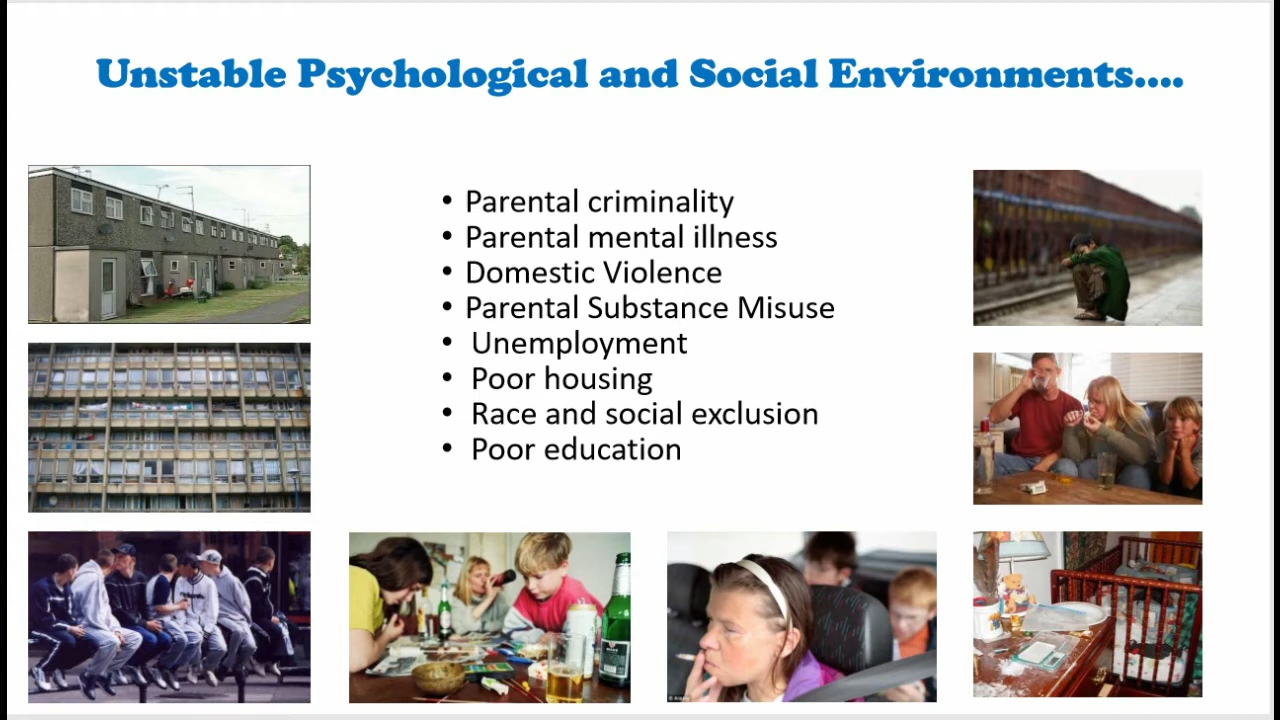 Unstable Psychological and Social Environments....
• Parental criminality
• Parental mental illness
• Domestic Violence
• Parental Substance Misuse
• Unemployment
• Poor housing
• Race and social exclusion
• Poor education